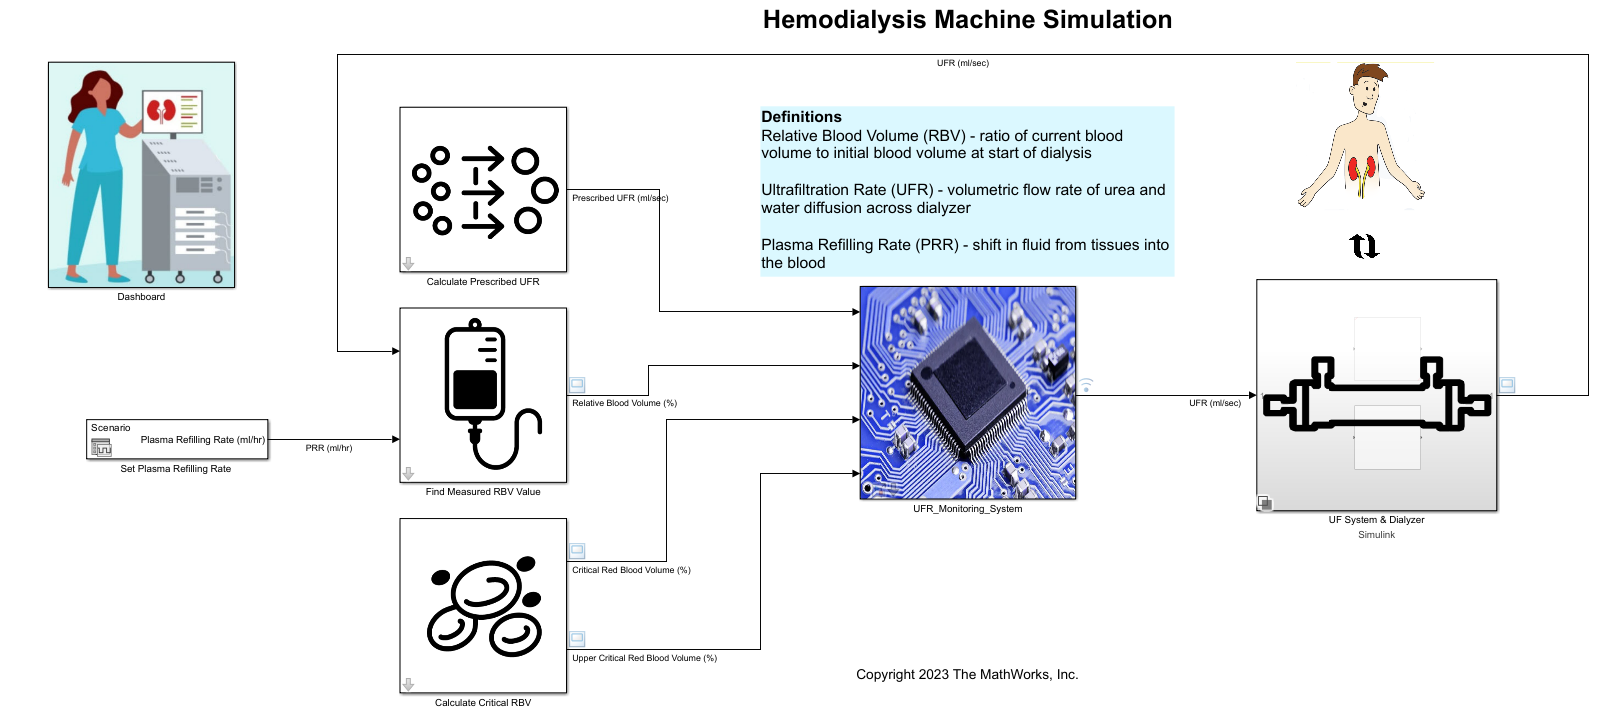 Hemodialysis Machine Simulation
UFR (ml/sec)
Definitions
Relative Blood Volume (RBV) - ratio of current blood
volume to initial blood volume at start of dialysis
Ultrafiltration Rate (UFR) - volumetric flow rate of urea and
water diffusion across dialyzer
Plasma Refilling Rate (PRR) - shift in fluid from tissues into
the blood
Prescribed UFR (ml/sec)
Calculate Prescribed UFR
Dashboard
Relative Blood Volume (%)
UFR (ml/sec)
Scenario
Plasma Refilling Rate (ml/hr)
PRR (ml/hr)
Set Plasma Refilling Rate
Find Measured RBV Value
UFR_Monitoring_System
UF System & Dialyzer
Simulink
Critical Red Blood Volume (%)
Upper Critical Red Blood Volume (%)
Calculate Critical RBV
Copyright 2023 The MathWorks, Inc.